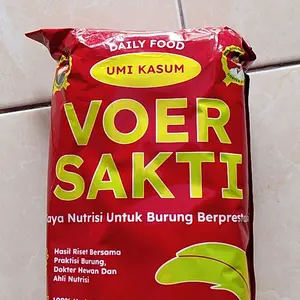 DAILY FOOD
UMI KASUM
VOER
SAKTI
aya Nutrisi Untuk Burung Berpresta
Hasil Riset Bersama
Praktisi Burung,
Dokter Hewan Dan
Ahli Nutrisi
100%